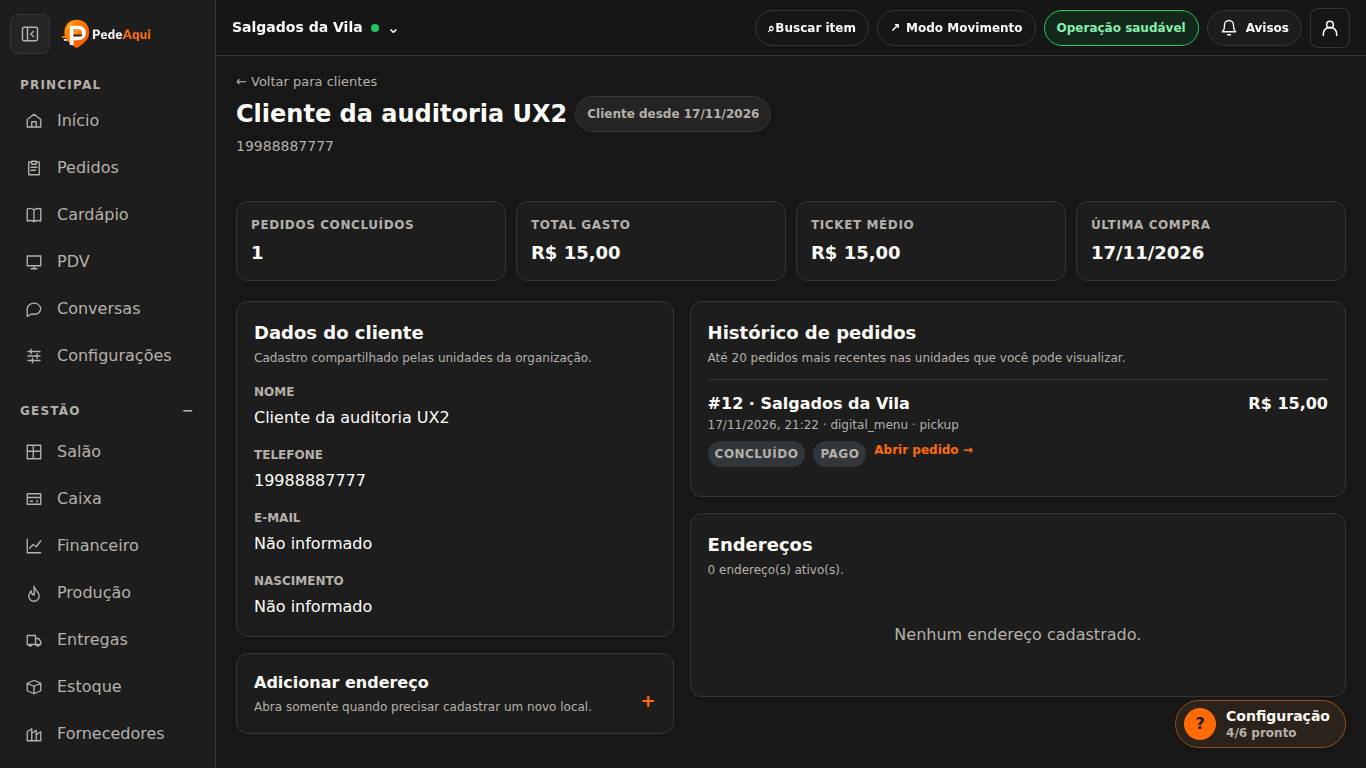 PedeAqui
PRINCIPAL
Início
Pedidos
Cardápio
PDV
Conversas
Configurações
GESTÃO −
Salão
Caixa
Financeiro
Produção
Entregas
Estoque
Fornecedores
Salgados da Vila
⌕Buscar item
↗ Modo Movimento
Operação saudável
Avisos
← Voltar para clientes
Cliente da auditoria UX2
Cliente desde 17/11/2026
19988887777
PEDIDOS CONCLUÍDOS
1
TOTAL GASTO
R$ 15,00
TICKET MÉDIO
R$ 15,00
ÚLTIMA COMPRA
17/11/2026
Dados do cliente
Cadastro compartilhado pelas unidades da organização.
NOME
Cliente da auditoria UX2
TELEFONE
19988887777
E-MAIL
Não informado
NASCIMENTO
Não informado
Adicionar endereço
Abra somente quando precisar cadastrar um novo local.
+
Histórico de pedidos
Até 20 pedidos mais recentes nas unidades que você pode visualizar.
#12 · Salgados da Vila R$ 15,00
17/11/2026, 21:22 · digital_menu · pickup
CONCLUÍDO PAGO Abrir pedido →
Endereços
0 endereço(s) ativo(s).
Nenhum endereço cadastrado.
?
Configuração
4/6 pronto